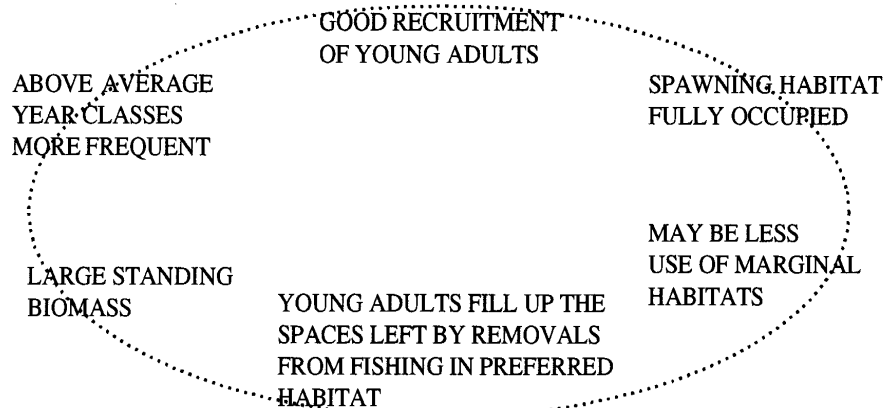 GOOD RECRUITMENT
OF YOUNG ADULTS
ABOVE AVERAGE
YEAR CLASSES
MORE FREQUENT
SPAWNING HABITAT
FULLY OCCUPIED
MAY BE LESS
USE OF MARGINAL
HABITATS
LARGE STANDING
BIOMASS
YOUNG ADULTS FILL UP THE
SPACES LEFT BY REMOVALS
FROM FISHING IN PREFERRED
HABITAT